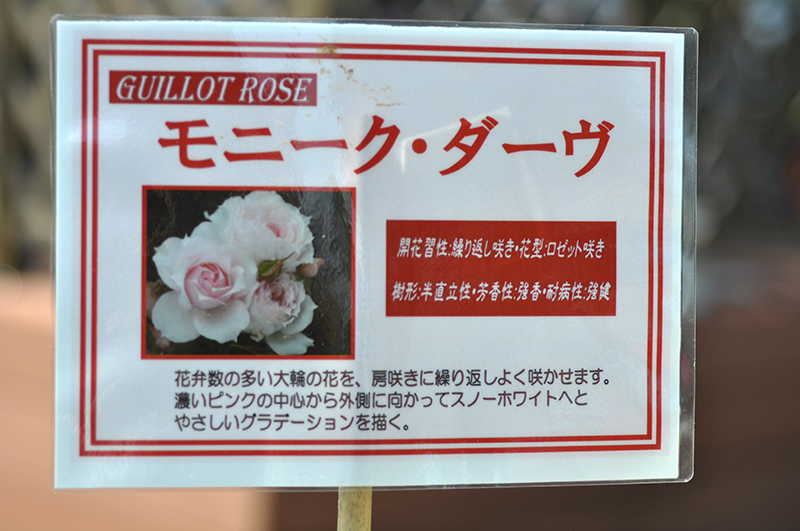 GUILLOT ROSE
モニーク・ダーヴ
開花習性:繰り返し咲き・花型:ロゼット咲き
樹形:半直立性・芳香性:強香・耐病性:強健
花弁数の多い大輪の花を、房咲きに繰り返しよく咲かせます。
濃いピンクの中心から外側に向かってスノーホワイトへと
やさしいグラデーションを描く。